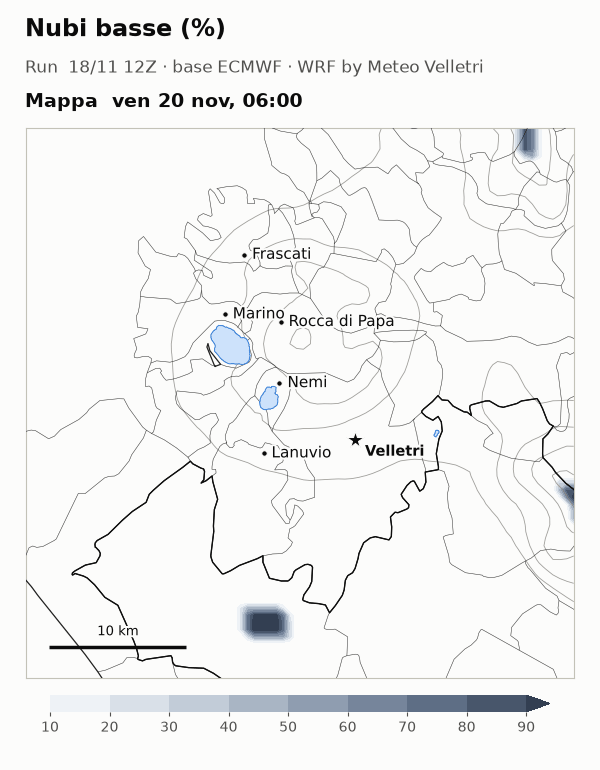 Nubi basse (%)
Run  18/11 12Z · base ECMWF · WRF by Meteo Velletri
Mappa  ven 20 nov, 06:00
Frascati
Marino
Rocca di Papa
Nemi
Velletri
Lanuvio
10 km
10 20 30 40 50 60 70 80 90